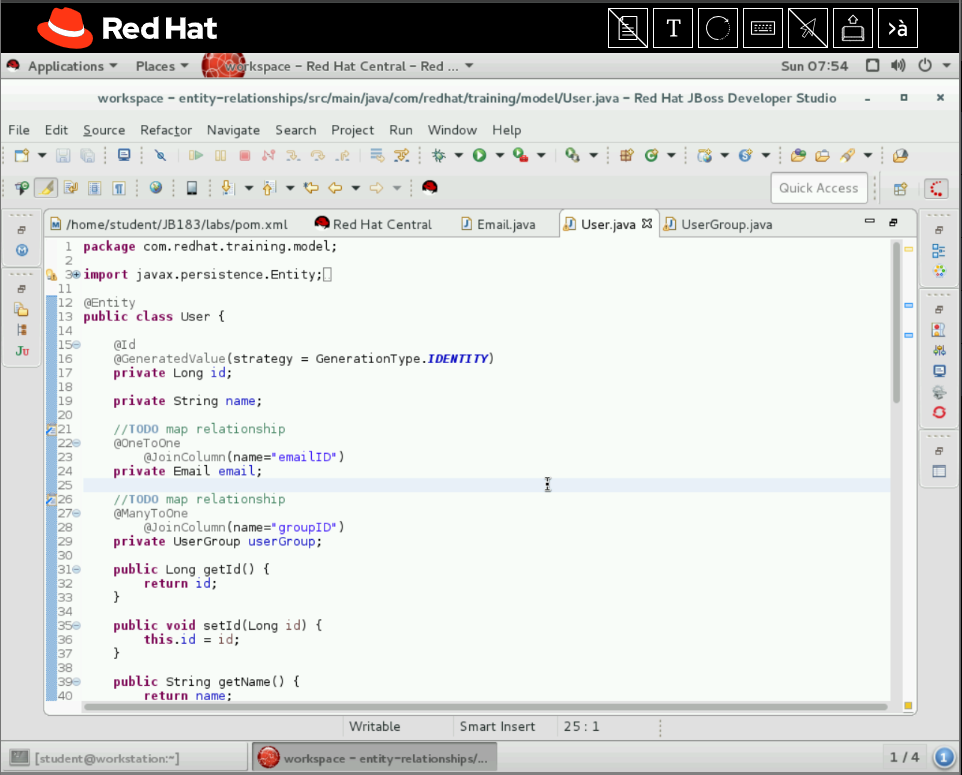 Red Hat
T
>à
Applications Places workspace – Red Hat Central – Red ... Sun 07:54
workspace – entity-relationships/src/main/java/com/redhat/training/model/User.java – Red Hat JBoss Developer Studio
File Edit Source Refactor Navigate Search Project Run Window Help
Quick Access
/home/student/JB183/labs/pom.xml Red Hat Central Email.java User.java UserGroup.java
1 package com.redhat.training.model;
2
3 import javax.persistence.Entity;
11
12 @Entity
13 public class User {
14
15 @Id
16 @GeneratedValue(strategy = GenerationType.IDENTITY)
17 private Long id;
18
19 private String name;
20
21 //TODO map relationship
22 @OneToOne
23 @JoinColumn(name="emailID")
24 private Email email;
25
26 //TODO map relationship
27 @ManyToOne
28 @JoinColumn(name="groupID")
29 private UserGroup userGroup;
30
31 public Long getId() {
32 return id;
33 }
34
35 public void setId(Long id) {
36 this.id = id;
37 }
38
39 public String getName() {
40 return name;
Writable Smart Insert 25 : 1
[student@workstation:~] workspace – entity-relationships/... 1 / 4 1